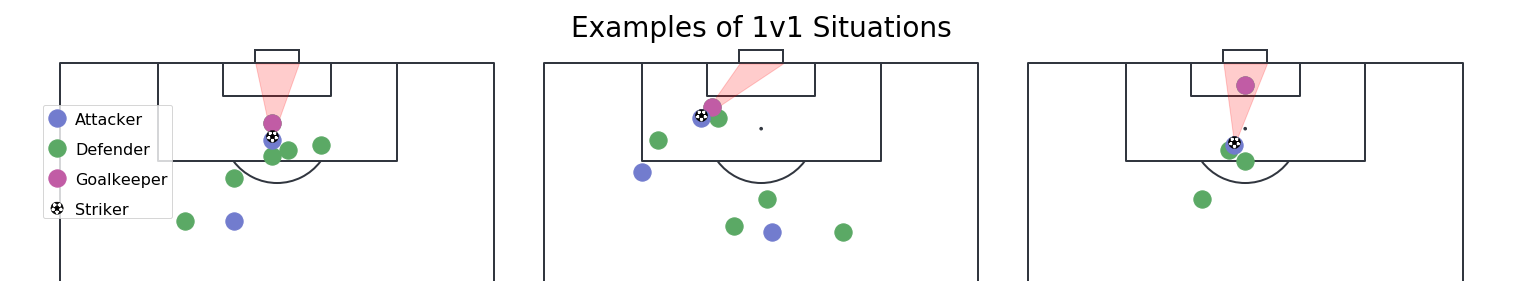 Examples of 1v1 Situations
Attacker
Defender
Goalkeeper
Striker